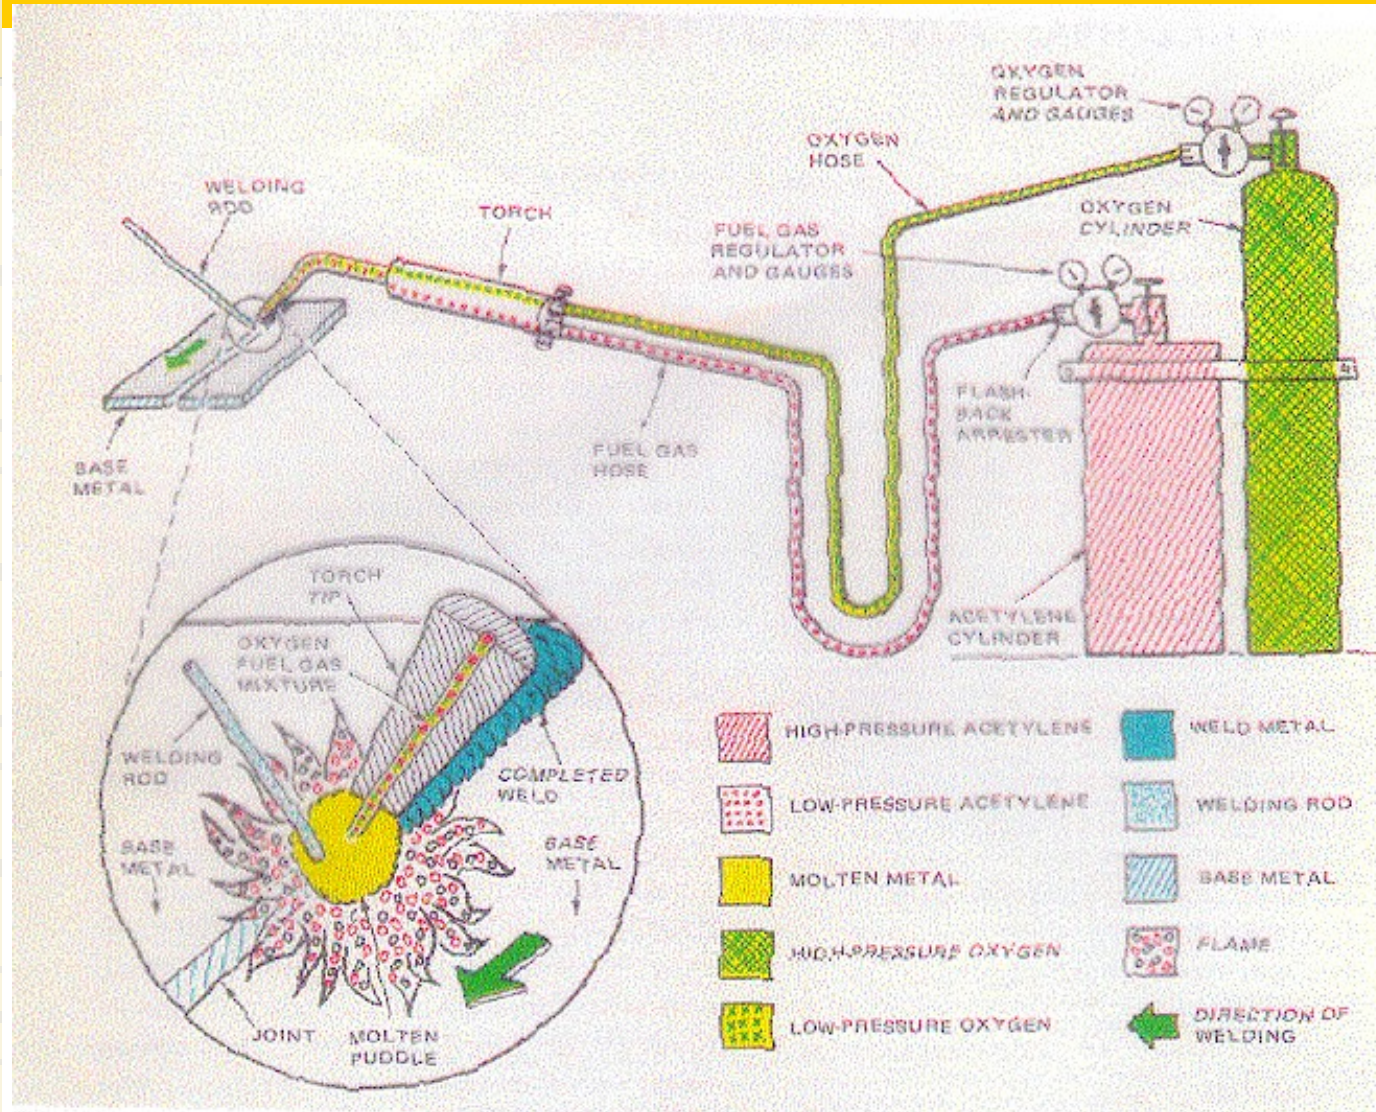 OXYGEN
REGULATOR
AND GAUGES
OXYGEN
HOSE
WELDING
ROD
TORCH
OXYGEN
CYLINDER
FUEL GAS
REGULATOR
AND GAUGES
FLASH-
BACK
ARRESTER
FUEL GAS
HOSE
BASE
METAL
ACETYLENE
CYLINDER
TORCH
TIP
OXYGEN
FUEL GAS
MIXTURE
WELDING
ROD
COMPLETED
WELD
BASE
METAL
BASE
METAL
JOINT
MOLTEN
PUDDLE
HIGH-PRESSURE ACETYLENE
LOW-PRESSURE ACETYLENE
MOLTEN METAL
HIGH-PRESSURE OXYGEN
LOW-PRESSURE OXYGEN
WELD METAL
WELDING ROD
BASE METAL
FLAME
DIRECTION OF
WELDING